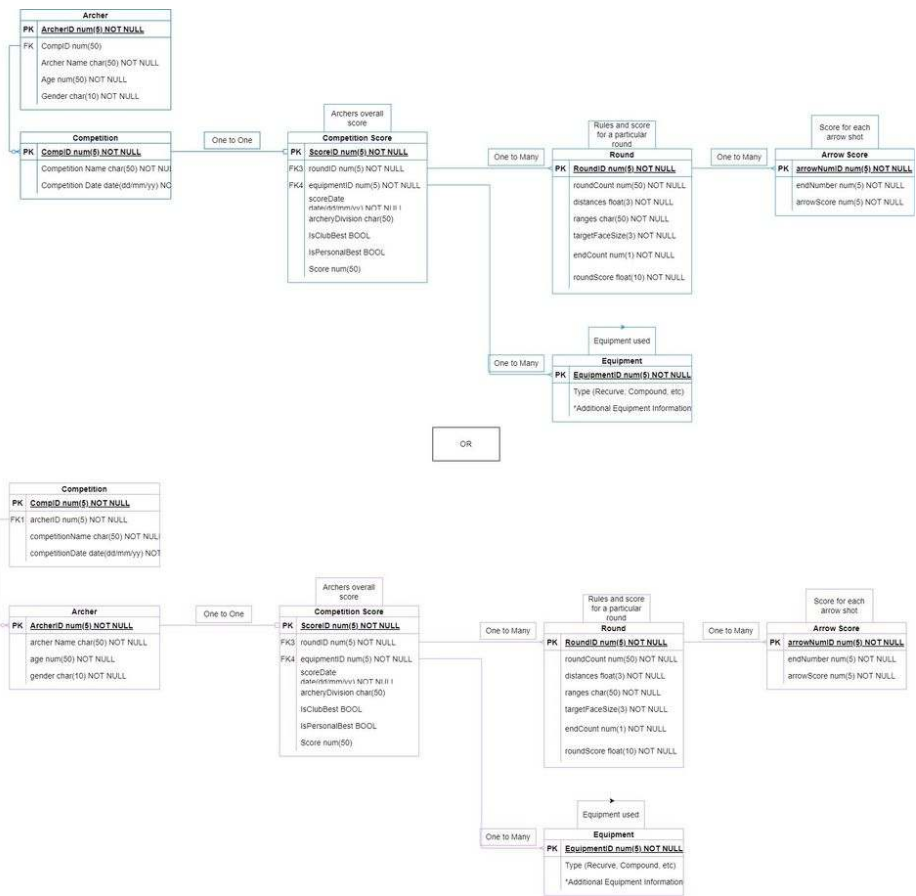 Archer
PK ArcherID num(5) NOT NULL
FK CompID num(50)
Archer Name char(50) NOT NULL
Age num(50) NOT NULL
Gender char(10) NOT NULL
Competition
PK CompID num(5) NOT NULL
Competition Name char(50) NOT NUL
Competition Date date(dd/mm/yy) NO
One to One
Archers overall
score
Competition Score
PK ScoreID num(5) NOT NULL
FK3 roundID num(5) NOT NULL
FK4 equipmentID num(5) NOT NULL
scoreDate
date(dd/mm/yy) NOT NULL
archeryDivision char(50)
IsClubBest BOOL
IsPersonalBest BOOL
Score num(50)
One to Many
Rules and score
for a particular
round
Round
PK RoundID num(5) NOT NULL
roundCount num(50) NOT NULL
distances float(3) NOT NULL
ranges char(50) NOT NULL
targetFaceSize(3) NOT NULL
endCount num(1) NOT NULL
roundScore float(10) NOT NULL
One to Many
Score for each
arrow shot
Arrow Score
PK arrowNumID num(5) NOT NULL
endNumber num(5) NOT NULL
arrowScore num(5) NOT NULL
One to Many
Equipment used
Equipment
PK EquipmentID num(5) NOT NULL
Type (Recurve, Compound, etc)
*Additional Equipment Information
OR
Competition
PK CompID num(5) NOT NULL
FK1 archerID num(5) NOT NULL
competitionName char(50) NOT NUL
competitionDate date(dd/mm/yy) NOT
Archer
PK ArcherID num(5) NOT NULL
archer Name char(50) NOT NULL
age num(50) NOT NULL
gender char(10) NOT NULL
One to One
Archers overall
score
Competition Score
PK ScoreID num(5) NOT NULL
FK3 roundID num(5) NOT NULL
FK4 equipmentID num(5) NOT NULL
scoreDate
date(dd/mm/yy) NOT NULL
archeryDivision char(50)
IsClubBest BOOL
IsPersonalBest BOOL
Score num(50)
One to Many
Rules and score
for a particular
round
Round
PK RoundID num(5) NOT NULL
roundCount num(50) NOT NULL
distances float(3) NOT NULL
ranges char(50) NOT NULL
targetFaceSize(3) NOT NULL
endCount num(1) NOT NULL
roundScore float(10) NOT NULL
One to Many
Score for each
arrow shot
Arrow Score
PK arrowNumID num(5) NOT NULL
endNumber num(5) NOT NULL
arrowScore num(5) NOT NULL
One to Many
Equipment used
Equipment
PK EquipmentID num(5) NOT NULL
Type (Recurve, Compound, etc)
*Additional Equipment Information